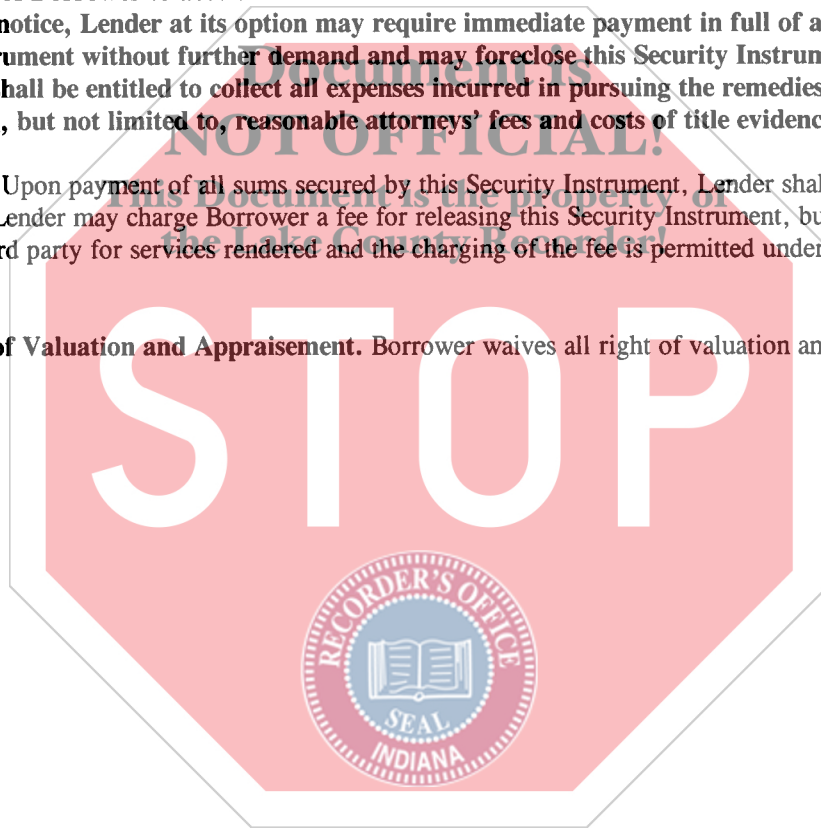 notice, Lender at its option may require immediate payment in full of a
Document is
rument without further demand and may foreclose this Security Instrum
hall be entitled to collect all expenses incurred in pursuing the remedies
NOT OFFICIAL!
, but not limited to, reasonable attorneys' fees and costs of title evidenc
This Document is the property of
Upon payment of all sums secured by this Security Instrument, Lender shal
Lender may charge Borrower a fee for releasing this Security Instrument, bu
the Lake County Recorder!
rd party for services rendered and the charging of the fee is permitted under
of Valuation and Appraisement. Borrower waives all right of valuation an
STOP
RECORDER'S OFFICE
SEAL
INDIANA